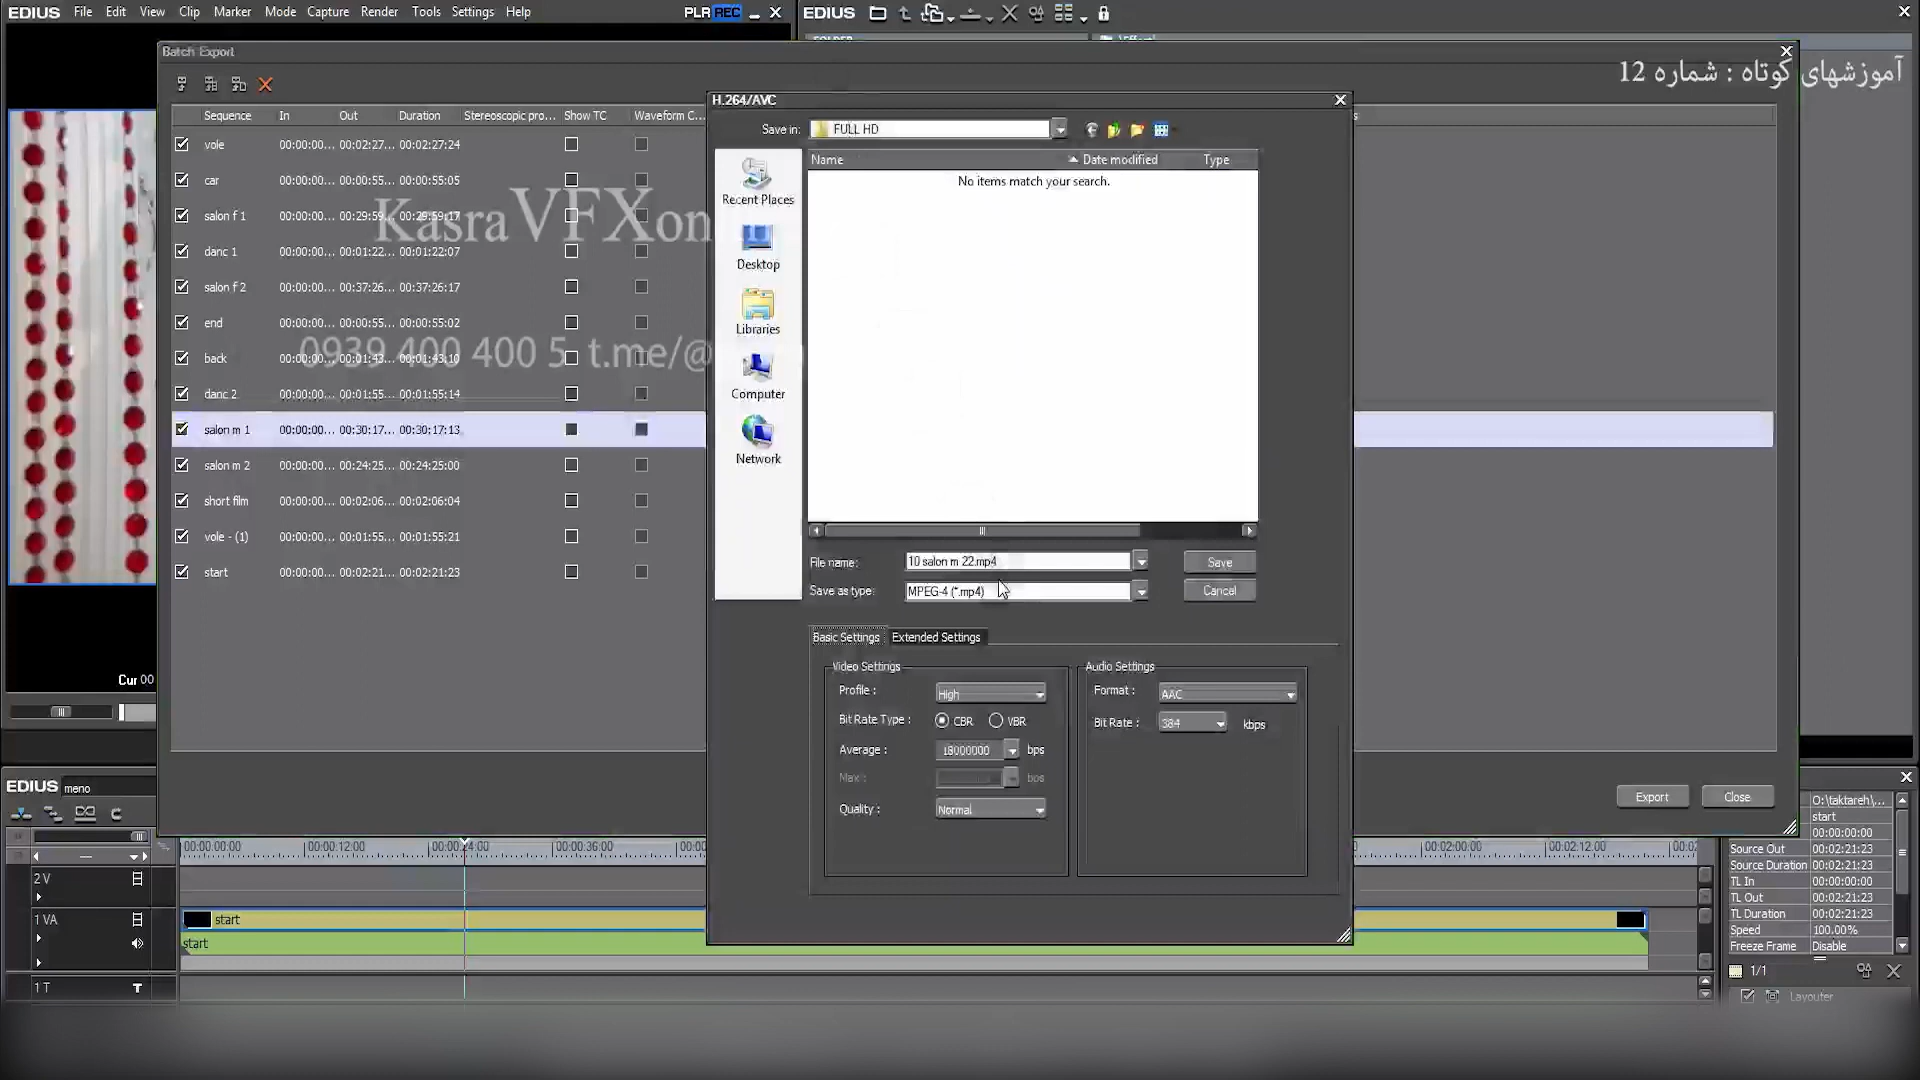 EDIUS File Edit View Clip Marker Mode Capture Render Tools Settings Help PLR REC
EDIUS
Batch Export
آموزشهای کوتاه : شماره 12
Sequence In Out Duration Stereoscopic pro... Show TC Waveform C...
vole 00:00:00... 00:02:27... 00:02:27:24
car 00:00:00... 00:00:55... 00:00:55:05
salon f 1 00:00:00... 00:29:59... 00:29:59:17
danc 1 00:00:00... 00:01:22... 00:01:22:07
salon f 2 00:00:00... 00:37:26... 00:37:26:17
end 00:00:00... 00:00:55... 00:00:55:02
back 00:00:00... 00:01:43... 00:01:43:10
danc 2 00:00:00... 00:01:55... 00:01:55:14
salon m 1 00:00:00... 00:30:17... 00:30:17:13
salon m 2 00:00:00... 00:24:25... 00:24:25:00
short film 00:00:00... 00:02:06... 00:02:06:04
vole - (1) 00:00:00... 00:01:55... 00:01:55:21
start 00:00:00... 00:02:21... 00:02:21:23
KasraVFXon
0939 400 400 5 t.me/@
H.264/AVC
Save in: FULL HD
Name Date modified Type
No items match your search.
Recent Places
Desktop
Libraries
Computer
Network
File name: 10 salon m 22.mp4 Save
Save as type: MPEG-4 (*.mp4) Cancel
Basic Settings Extended Settings
Video Settings
Profile : High
Bit Rate Type : CBR VBR
Average : 18000000 bps
Max : bps
Quality : Normal
Audio Settings
Format : AAC
Bit Rate : 384 kbps
Export Close
Cur 00
EDIUS meno
00:00:00:00 00:00:12:00 00:00:24:00 00:00:36:00 00:02:00:00 00:02:12:00
2 V
1 VA
start
start
1 T T
O:\taktareh\...
start
00:00:00:00
Source Out 00:02:21:23
Source Duration 00:02:21:23
TL In 00:00:00:00
TL Out 00:02:21:23
TL Duration 00:02:21:23
Speed 100.00%
Freeze Frame Disable
1/1
Layouter